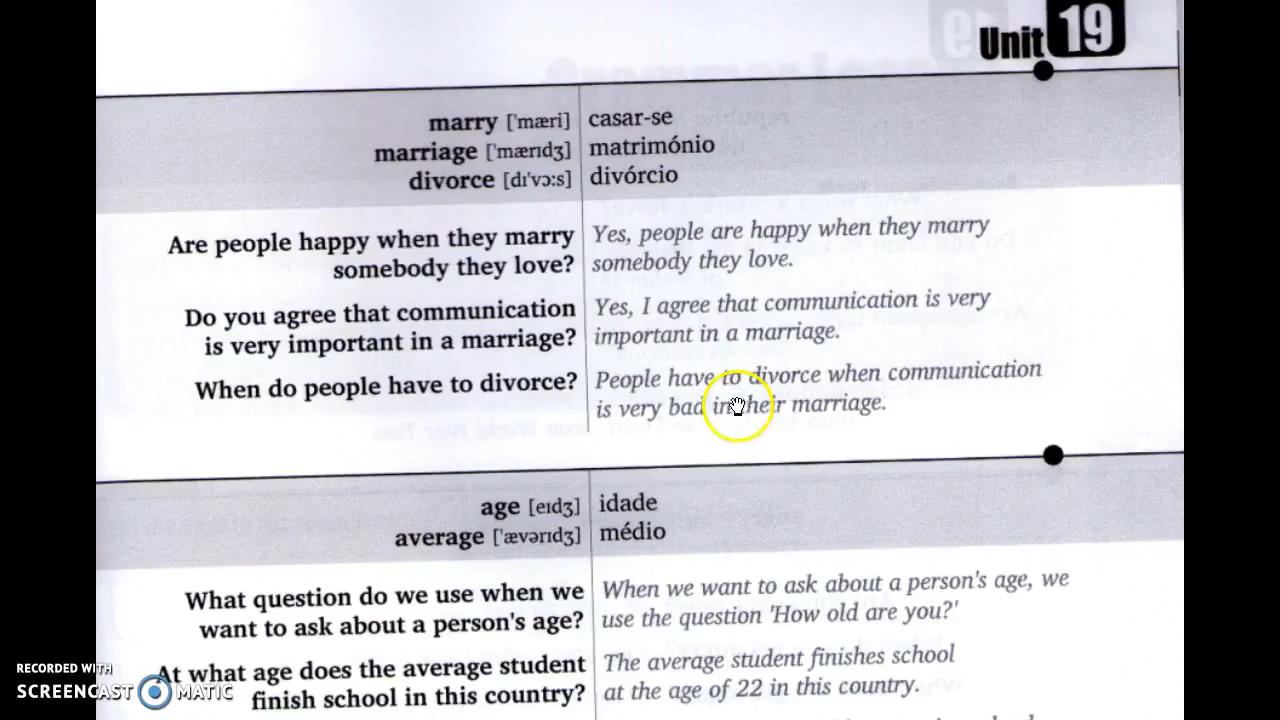 Unit 19
marry ['mæri] casar-se
marriage ['mærɪdʒ] matrimónio
divorce [dɪ'vɔːs] divórcio
Are people happy when they marry
somebody they love?
Yes, people are happy when they marry
somebody they love.
Do you agree that communication
is very important in a marriage?
Yes, I agree that communication is very
important in a marriage.
When do people have to divorce?
People have to divorce when communication
is very bad in their marriage.
age [eɪdʒ] idade
average ['ævərɪdʒ] médio
What question do we use when we
want to ask about a person's age?
When we want to ask about a person's age, we
use the question 'How old are you?'
At what age does the average student
finish school in this country?
The average student finishes school
at the age of 22 in this country.
RECORDED WITH
SCREENCAST MATIC